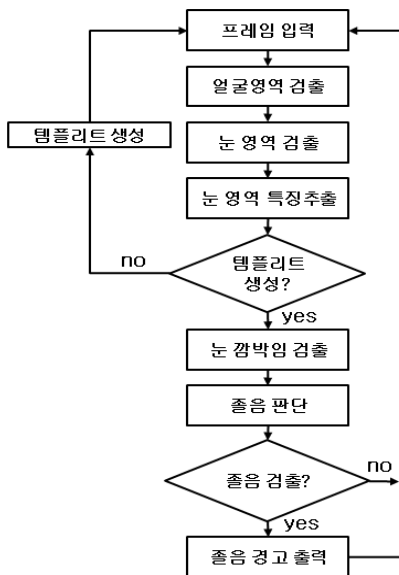 프레임 입력
얼굴영역 검출
템플리트 생성
눈 영역 검출
눈 영역 특징추출
no
템플리트
생성?
yes
눈 깜박임 검출
졸음 판단
졸음 검출?
no
yes
졸음 경고 출력